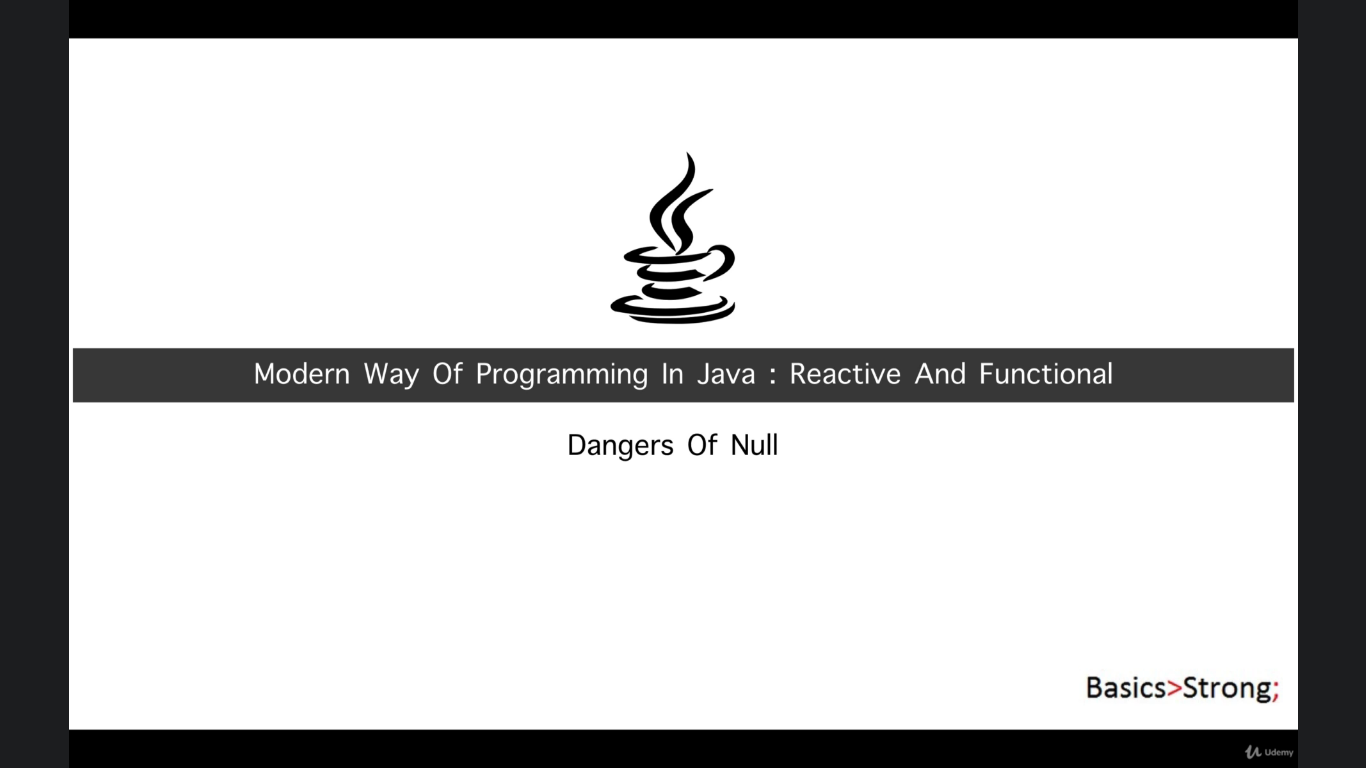 Modern Way Of Programming In Java : Reactive And Functional
Dangers Of Null
Basics>Strong;
Udemy